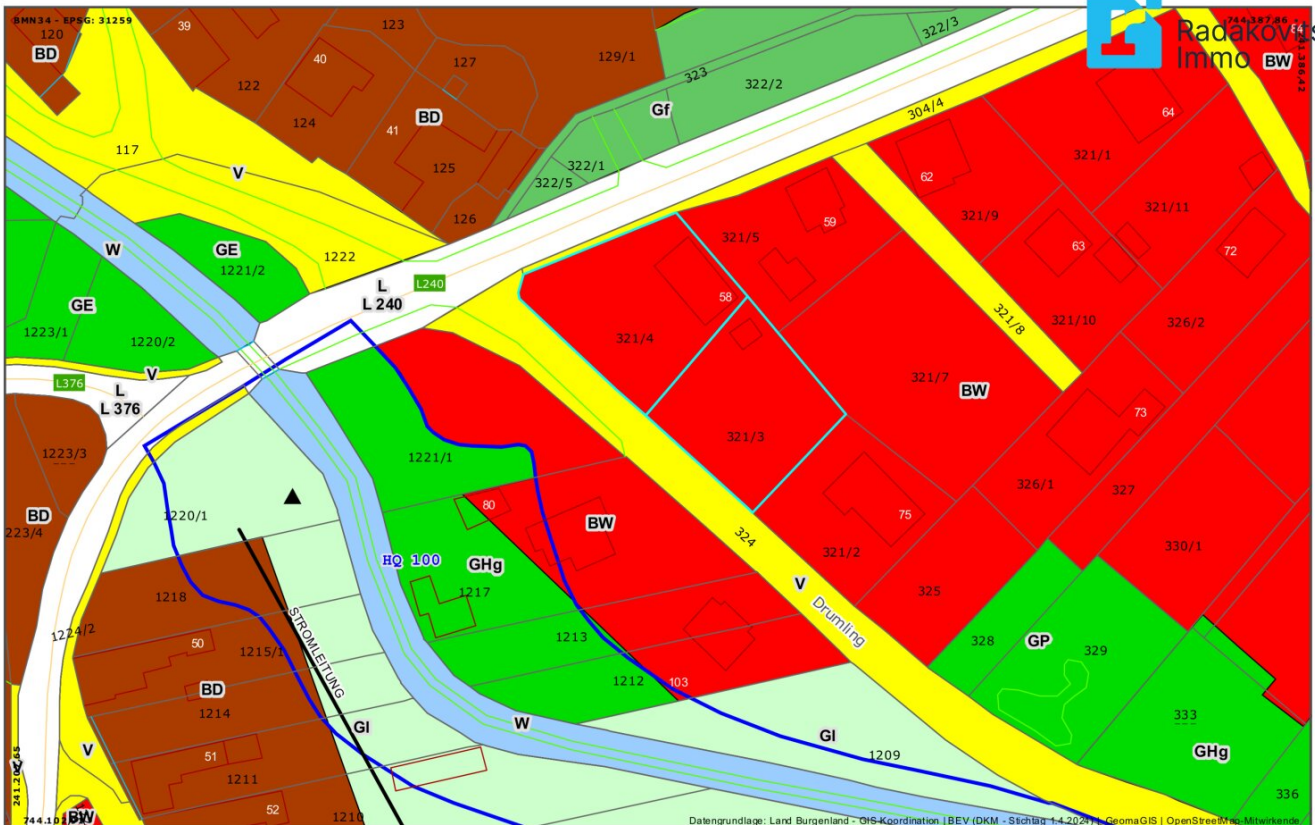 BMN34 - EPSG: 31259
744.387,86
Radakovits
Immo
120
BD
39
40
123
127
129/1
122
124
41
BD
125
126
117
V
323
322/3
322/2
Gf
322/1
322/5
304/4
64
84
BW
62
321/1
321/9
321/11
63
72
59
321/5
58
321/4
321/8
321/10
326/2
321/7
BW
73
321/3
326/1
327
330/1
75
321/2
325
W
GE
1221/2
1222
GE
1223/1
1220/2
L
L 240
L240
V
L376
L
L 376
1223/3
BD
223/4
1220/1
1221/1
80
BW
324
V
Drumling
HQ 100
GHg
1217
1218
1224/2
STROMLEITUNG
50
1215/1
BD
1214
1213
1212
103
328
GP
329
333
GHg
336
W
GI
GI
1209
V
51
1211
52
1210
V
BW
Datengrundlage: Land Burgenland - GIS-Koordination | BEV (DKM - Stichtag 1.4.2024) | GeomaGIS | OpenStreetMap-Mitwirkende